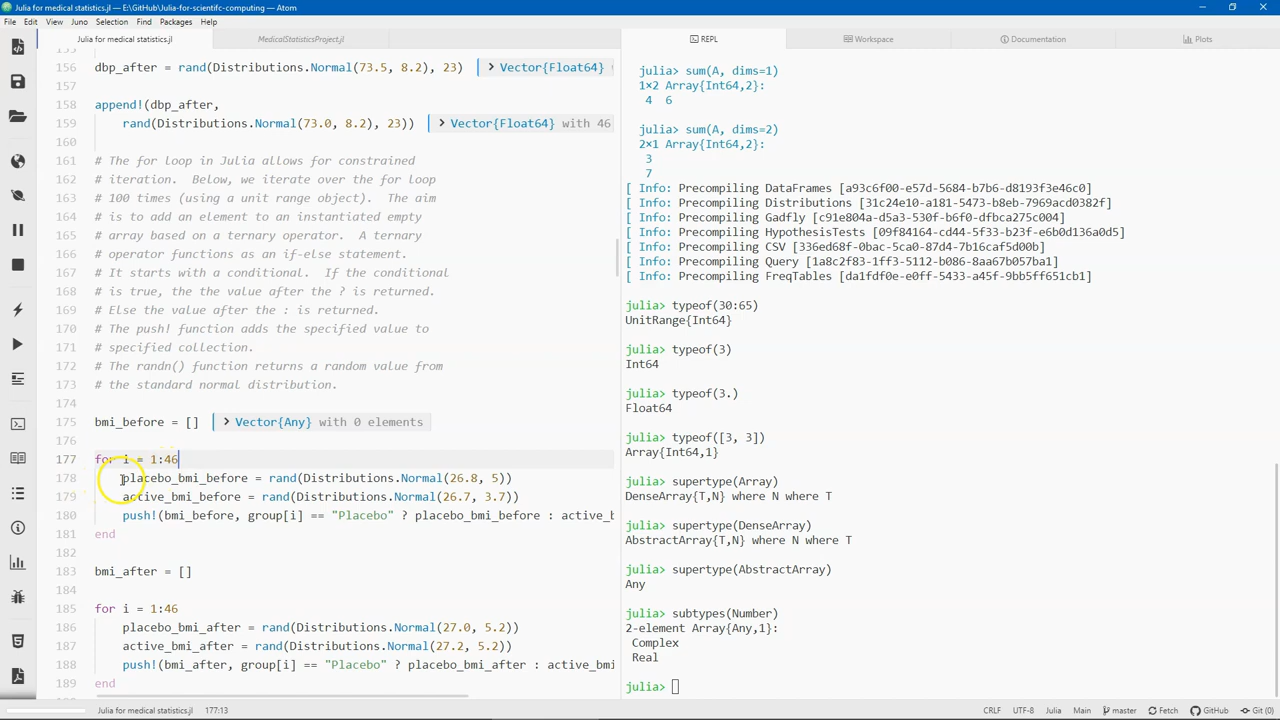 Julia for medical statistics.jl — E:\GitHub\Julia-for-scientifc-computing — Atom
File Edit View Juno Selection Find Packages Help
Julia for medical statistics.jl
MedicalStatisticsProject.jl
REPL
Workspace
Documentation
Plots
156 dbp_after = rand(Distributions.Normal(73.5, 8.2), 23) > Vector{Float64}
157
158 append!(dbp_after,
159 rand(Distributions.Normal(73.0, 8.2), 23)) > Vector{Float64} with 46
160
161 # The for loop in Julia allows for constrained
162 # iteration. Below, we iterate over the for loop
163 # 100 times (using a unit range object). The aim
164 # is to add an element to an instantiated empty
165 # array based on a ternary operator. A ternary
166 # operator functions as an if-else statement.
167 # It starts with a conditional. If the conditional
168 # is true, the the value after the ? is returned.
169 # Else the value after the : is returned.
170 # The push! function adds the specified value to
171 # specified collection.
172 # The randn() function returns a random value from
173 # the standard normal distribution.
174
175 bmi_before = [] > Vector{Any} with 0 elements
176
177 for i = 1:46
178 placebo_bmi_before = rand(Distributions.Normal(26.8, 5))
179 active_bmi_before = rand(Distributions.Normal(26.7, 3.7))
180 push!(bmi_before, group[i] == "Placebo" ? placebo_bmi_before : active_b
181 end
182
183 bmi_after = []
184
185 for i = 1:46
186 placebo_bmi_after = rand(Distributions.Normal(27.0, 5.2))
187 active_bmi_after = rand(Distributions.Normal(27.2, 5.2))
188 push!(bmi_after, group[i] == "Placebo" ? placebo_bmi_after : active_bmi
189 end
julia> sum(A, dims=1)
1×2 Array{Int64,2}:
4 6
julia> sum(A, dims=2)
2×1 Array{Int64,2}:
3
7
[ Info: Precompiling DataFrames [a93c6f00-e57d-5684-b7b6-d8193f3e46c0]
[ Info: Precompiling Distributions [31c24e10-a181-5473-b8eb-7969acd0382f]
[ Info: Precompiling Gadfly [c91e804a-d5a3-530f-b6f0-dfbca275c004]
[ Info: Precompiling HypothesisTests [09f84164-cd44-5f33-b23f-e6b0d136a0d5]
[ Info: Precompiling CSV [336ed68f-0bac-5ca0-87d4-7b16caf5d00b]
[ Info: Precompiling Query [1a8c2f83-1ff3-5112-b086-8aa67b057ba1]
[ Info: Precompiling FreqTables [da1fdf0e-e0ff-5433-a45f-9bb5ff651cb1]
julia> typeof(30:65)
UnitRange{Int64}
julia> typeof(3)
Int64
julia> typeof(3.)
Float64
julia> typeof([3, 3])
Array{Int64,1}
julia> supertype(Array)
DenseArray{T,N} where N where T
julia> supertype(DenseArray)
AbstractArray{T,N} where N where T
julia> supertype(AbstractArray)
Any
julia> subtypes(Number)
2-element Array{Any,1}:
Complex
Real
julia>
Julia for medical statistics.jl 177:13
CRLF UTF-8 Julia Main master Fetch GitHub Git (0)